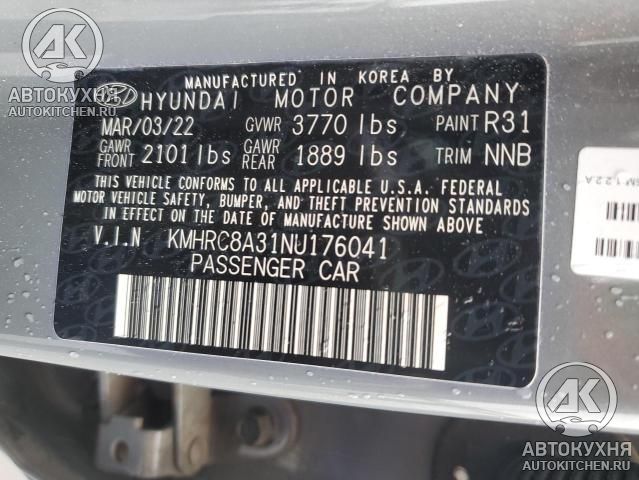 MANUFACTURED IN KOREA BY
HYUNDAI MOTOR COMPANY
MAR/03/22 GVWR 3770 lbs PAINT R31
GAWR FRONT 2101 lbs GAWR REAR 1889 lbs TRIM NNB
THIS VEHICLE CONFORMS TO ALL APPLICABLE U.S.A. FEDERAL
MOTOR VEHICLE SAFETY, BUMPER, AND THEFT PREVENTION STANDARDS
IN EFFECT ON THE DATE OF MANUFACTURE SHOWN ABOVE.
V.I.N KMHRC8A31NU176041
PASSENGER CAR
АК
АВТОКУХНЯ
AUTOKITCHEN.RU
АК
АВТОКУХНЯ
AUTOKITCHEN.RU